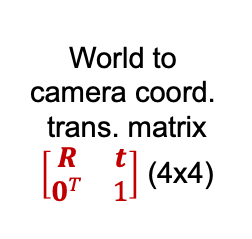 World to
camera coord.
trans. matrix
[R t
0ᵀ 1] (4x4)